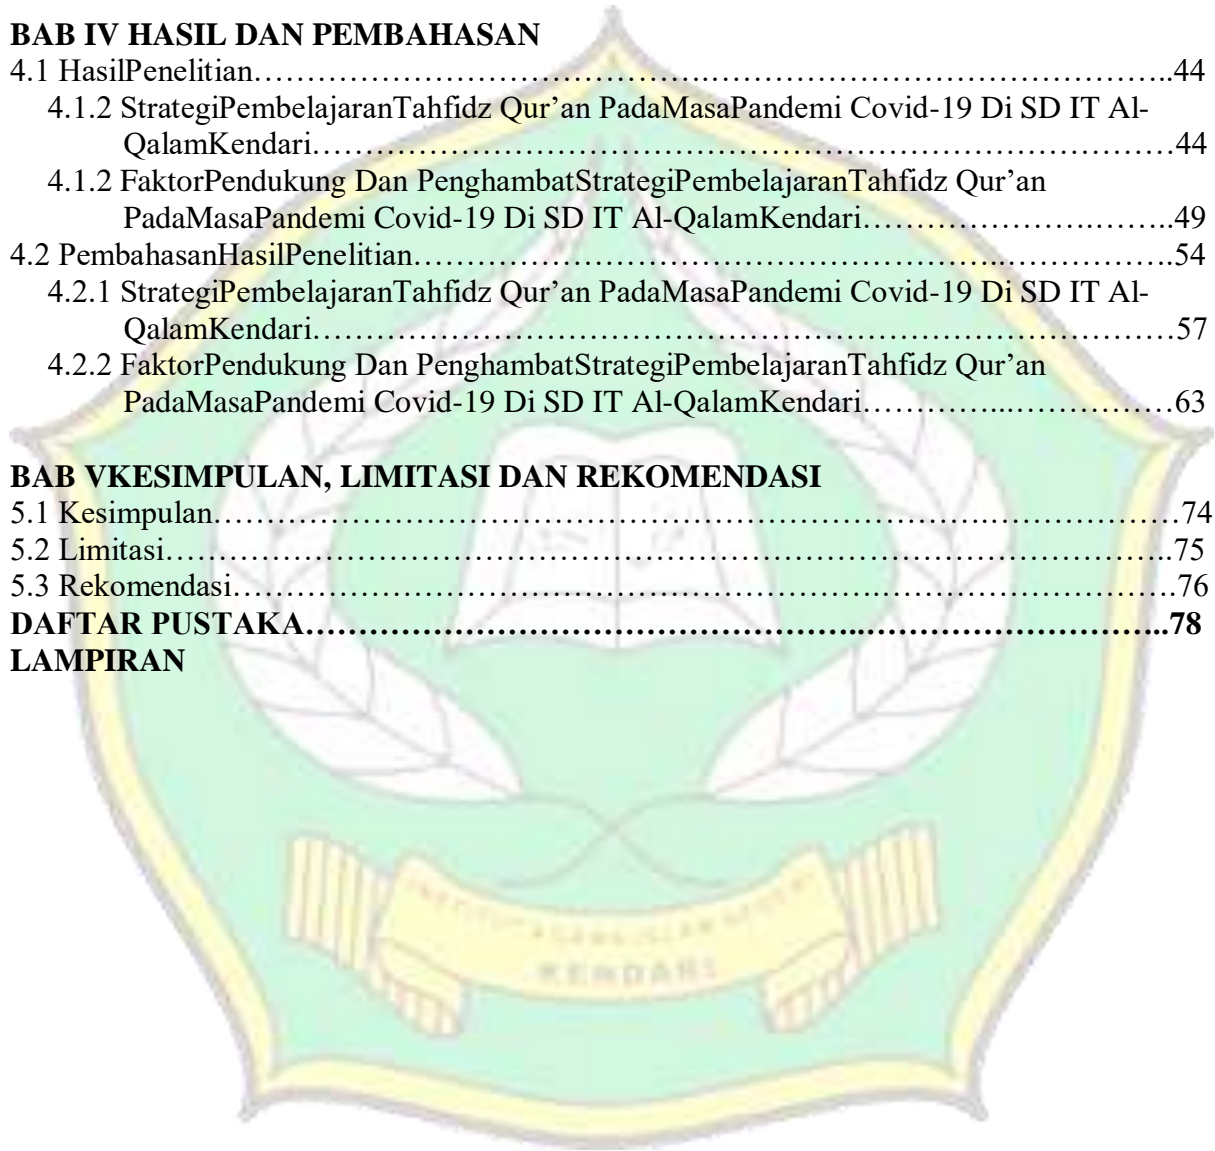 BAB IV HASIL DAN PEMBAHASAN
4.1 HasilPenelitian……………………………………………………………………………..44
4.1.2 StrategiPembelajaranTahfidz Qur’an PadaMasaPandemi Covid-19 Di SD IT Al-
QalamKendari…………………………………………………………………………44
4.1.2 FaktorPendukung Dan PenghambatStrategiPembelajaranTahfidz Qur’an
PadaMasaPandemi Covid-19 Di SD IT Al-QalamKendari………………….……..49
4.2 PembahasanHasilPenelitian………………………………………………….…………….54
4.2.1 StrategiPembelajaranTahfidz Qur’an PadaMasaPandemi Covid-19 Di SD IT Al-
QalamKendari…………………………………………………………………………57
4.2.2 FaktorPendukung Dan PenghambatStrategiPembelajaranTahfidz Qur’an
PadaMasaPandemi Covid-19 Di SD IT Al-QalamKendari…………...……………63
BAB VKESIMPULAN, LIMITASI DAN REKOMENDASI
5.1 Kesimpulan…………………………………………………………………………………74
5.2 Limitasi……………………………………………………………………………………..75
5.3 Rekomendasi……………………………………………………………………………….76
DAFTAR PUSTAKA…………………………………………….………………………...78
LAMPIRAN
INSTITUT AGAMA ISLAM NEGERI
KENDARI